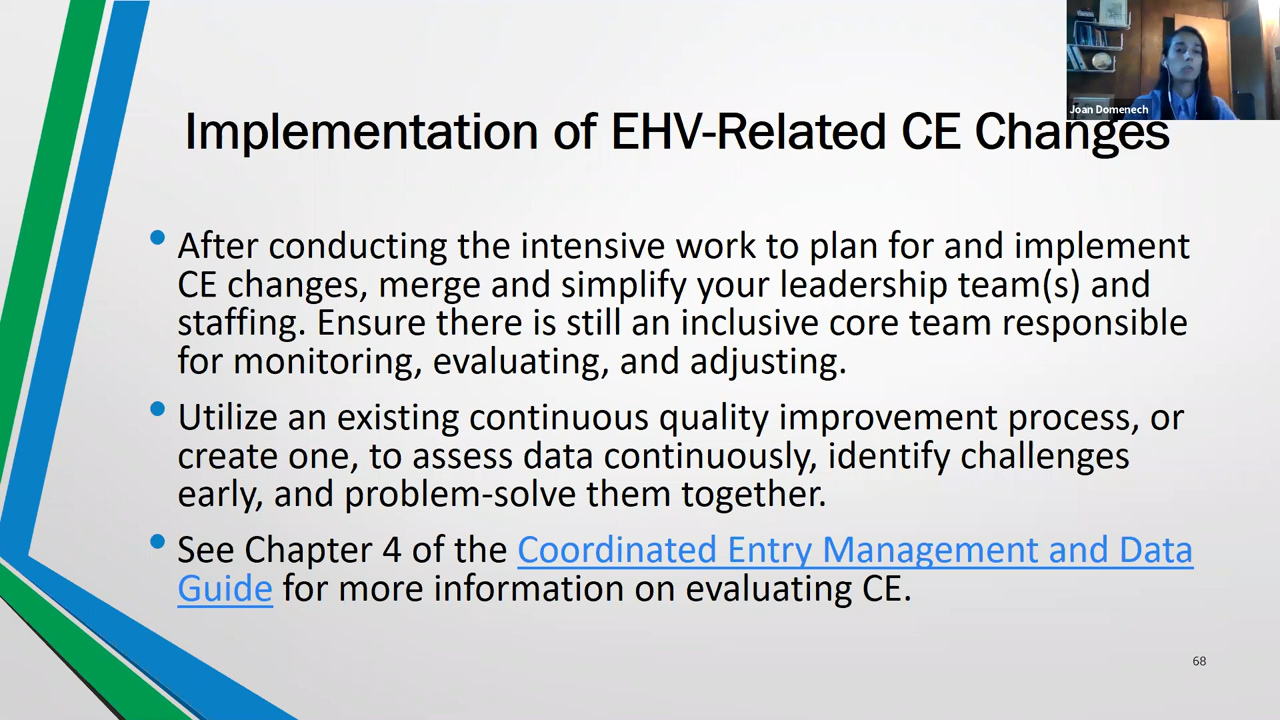 Joan Domenech
Implementation of EHV-Related CE Changes
• After conducting the intensive work to plan for and implement
CE changes, merge and simplify your leadership team(s) and
staffing. Ensure there is still an inclusive core team responsible
for monitoring, evaluating, and adjusting.
• Utilize an existing continuous quality improvement process, or
create one, to assess data continuously, identify challenges
early, and problem-solve them together.
• See Chapter 4 of the Coordinated Entry Management and Data
Guide for more information on evaluating CE.
68